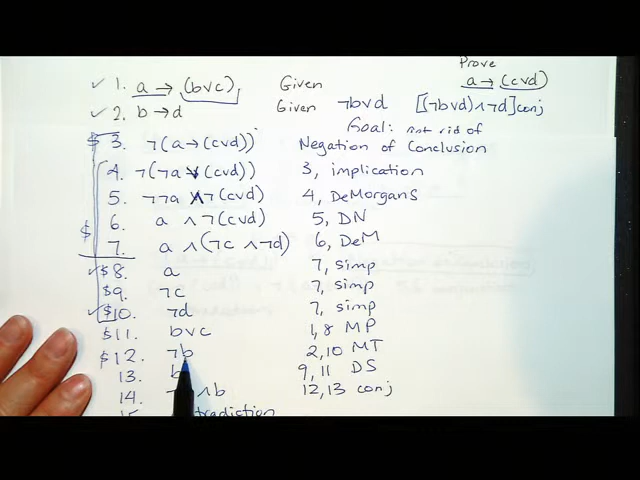 Prove
✓ 1. a → (b∨c) Given a → (c∨d)
✓ 2. b → d Given ¬b∨d [(¬b∨d)∧¬d] conj
Goal: get rid of
$ 3. ¬(a→(c∨d)) Negation of Conclusion
4. ¬(¬a∨(c∨d)) 3, implication
5. ¬¬a ∧ ¬(c∨d) 4, DeMorgans
6. a ∧ ¬(c∨d) 5, DN
$ 7. a ∧ (¬c ∧ ¬d) 6, DeM
✓ $ 8. a 7, simp
$ 9. ¬c 7, simp
✓ $ 10. ¬d 7, simp
$ 11. b∨c 1,8 MP
$ 12. ¬b 2,10 MT
13. b 9,11 DS
14. ∧b 12,13 conj